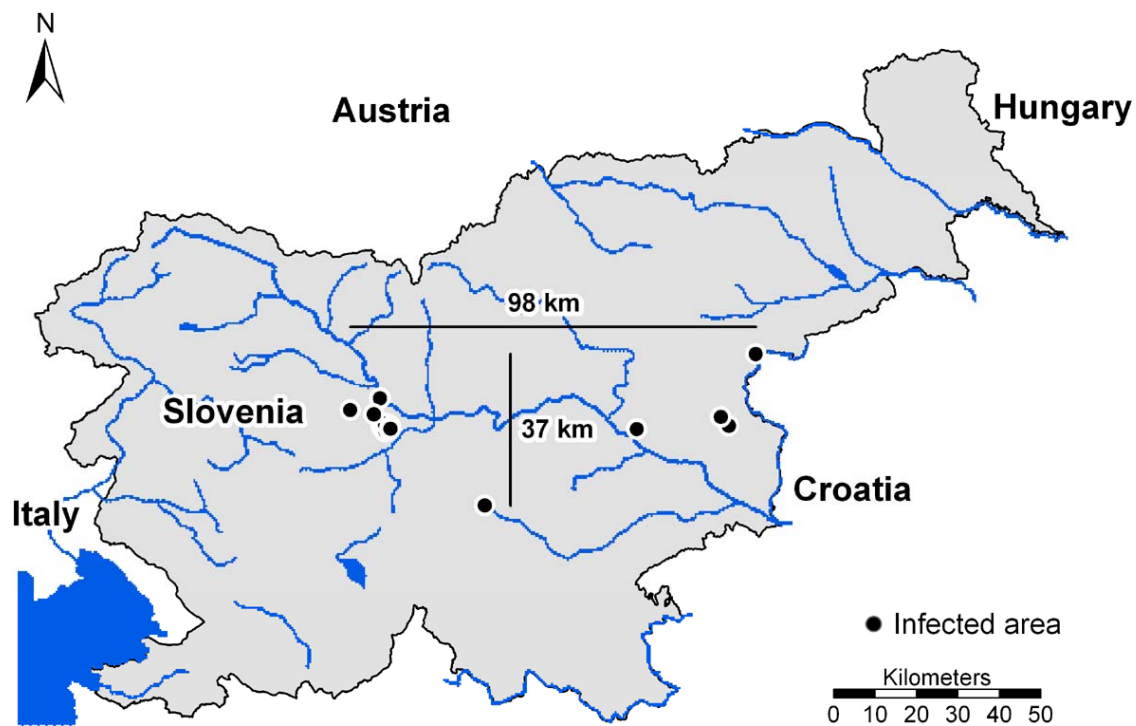 N
Austria
Hungary
98 km
Slovenia
37 km
Croatia
Italy
Infected area
Kilometers
0 10 20 30 40 50